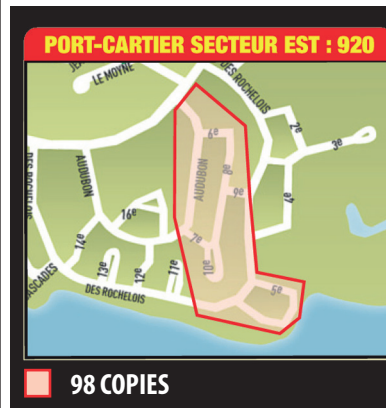 PORT-CARTIER SECTEUR EST : 920
LE MOYNE
DES ROCHELOIS
2e
3e
6e
8e
AUDUBON
9e
4e
DES ROCHELOIS
AUDUBON
16e
7e
10e
14e
13e
12e
11e
5e
CASCADES
DES ROCHELOIS
98 COPIES